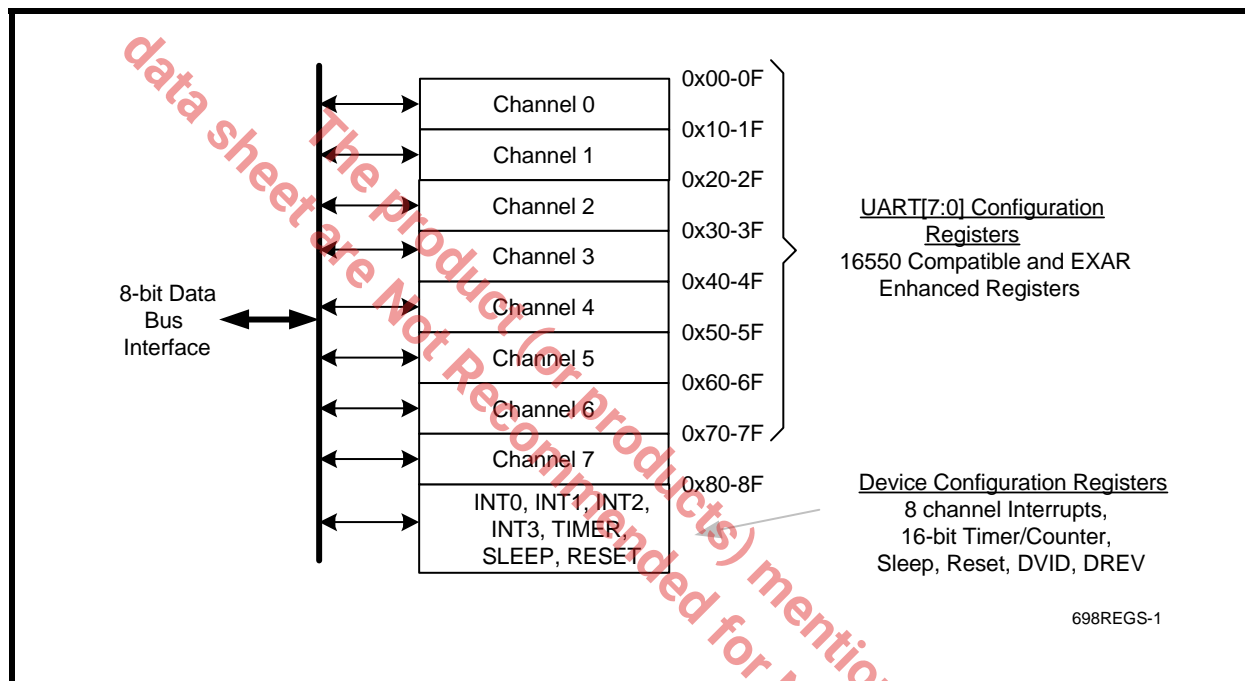 0x00-0F
Channel 0
0x10-1F
Channel 1
0x20-2F
Channel 2
0x30-3F
Channel 3
0x40-4F
Channel 4
0x50-5F
Channel 5
0x60-6F
Channel 6
0x70-7F
Channel 7
0x80-8F
INT0, INT1, INT2,
INT3, TIMER,
SLEEP, RESET
8-bit Data
Bus
Interface
UART[7:0] Configuration
Registers
16550 Compatible and EXAR
Enhanced Registers
Device Configuration Registers
8 channel Interrupts,
16-bit Timer/Counter,
Sleep, Reset, DVID, DREV
698REGS-1
The product (or products) mention
data sheet are Not Recommended for